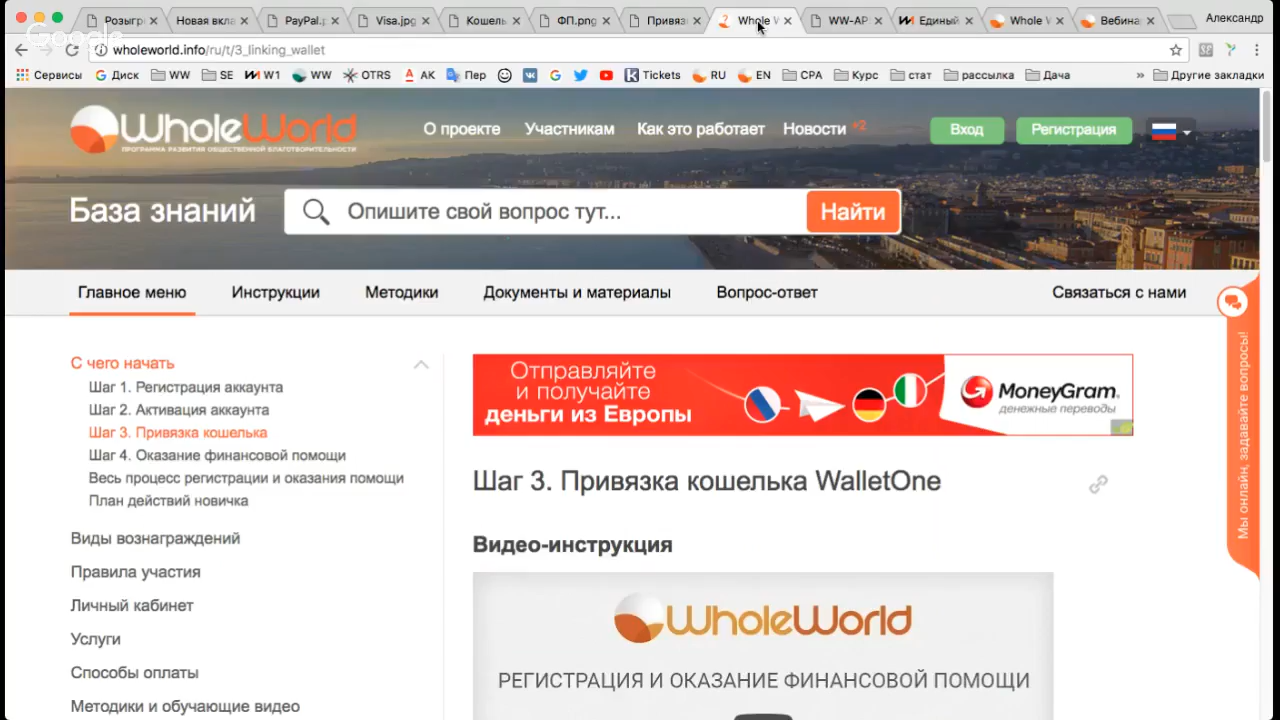 Розыгр
Новая вкла
PayPal.p
Visa.jpg
Кошель
ФП.png
Привяз
Whole W
WW-AP
Единый
Whole W
Вебина
Александр
Google
wholeworld.info/ru/t/3_linking_wallet
Сервисы
Диск
WW
SE
W1
WW
OTRS
АК
Пер
Tickets
RU
EN
CPA
Курс
стат
рассылка
Дача
»
Другие закладки
WholeWorld
ПРОГРАММА РАЗВИТИЯ ОБЩЕСТВЕННОЙ БЛАГОТВОРИТЕЛЬНОСТИ
О проекте
Участникам
Как это работает
Новости +2
Вход
Регистрация
База знаний
Опишите свой вопрос тут...
Найти
Главное меню
Инструкции
Методики
Документы и материалы
Вопрос-ответ
Связаться с нами
Мы онлайн, задавайте вопросы!
С чего начать
Шаг 1. Регистрация аккаунта
Шаг 2. Активация аккаунта
Шаг 3. Привязка кошелька
Шаг 4. Оказание финансовой помощи
Весь процесс регистрации и оказания помощи
План действий новичка
Виды вознаграждений
Правила участия
Личный кабинет
Услуги
Способы оплаты
Методики и обучающие видео
Отправляйте
и получайте
деньги из Европы
MoneyGram.
денежные переводы
Шаг 3. Привязка кошелька WalletOne
Видео-инструкция
WholeWorld
РЕГИСТРАЦИЯ И ОКАЗАНИЕ ФИНАНСОВОЙ ПОМОЩИ